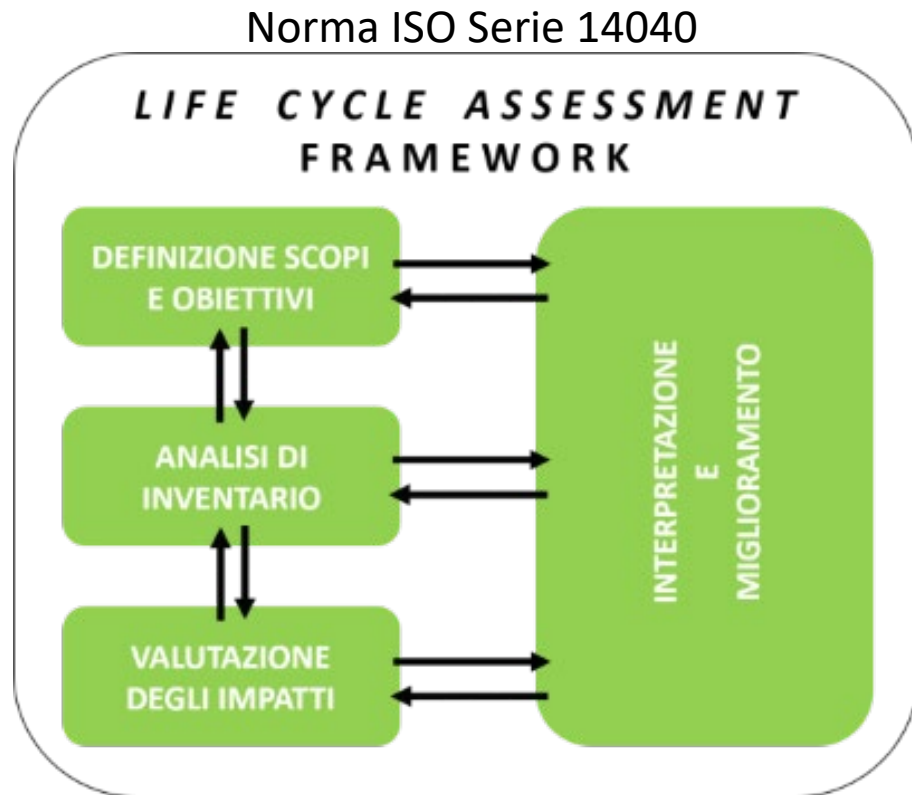 Norma ISO Serie 14040
LIFE CYCLE ASSESSMENT
FRAMEWORK
DEFINIZIONE SCOPI
E OBIETTIVI
ANALISI DI
INVENTARIO
VALUTAZIONE
DEGLI IMPATTI
INTERPRETAZIONE
E
MIGLIORAMENTO